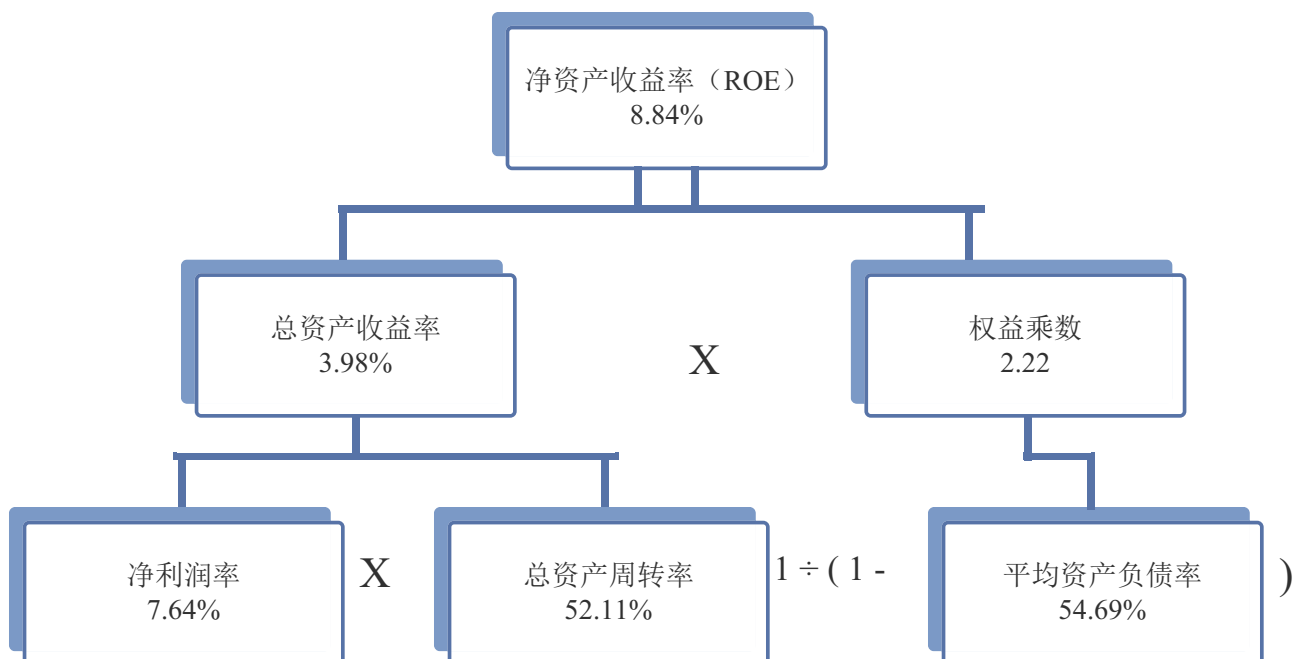 净资产收益率（ROE）
8.84%
总资产收益率
3.98%
X
权益乘数
2.22
净利润率
7.64%
X
总资产周转率
52.11%
1 ÷ ( 1 -
平均资产负债率
54.69%
)